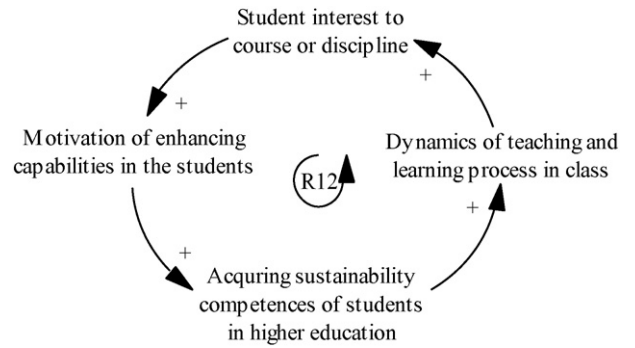 Student interest to
course or discipline
+
+
Motivation of enhancing
capabilities in the students
Dynamics of teaching and
learning process in class
R12
+
+
Acquring sustainability
competences of students
in higher education